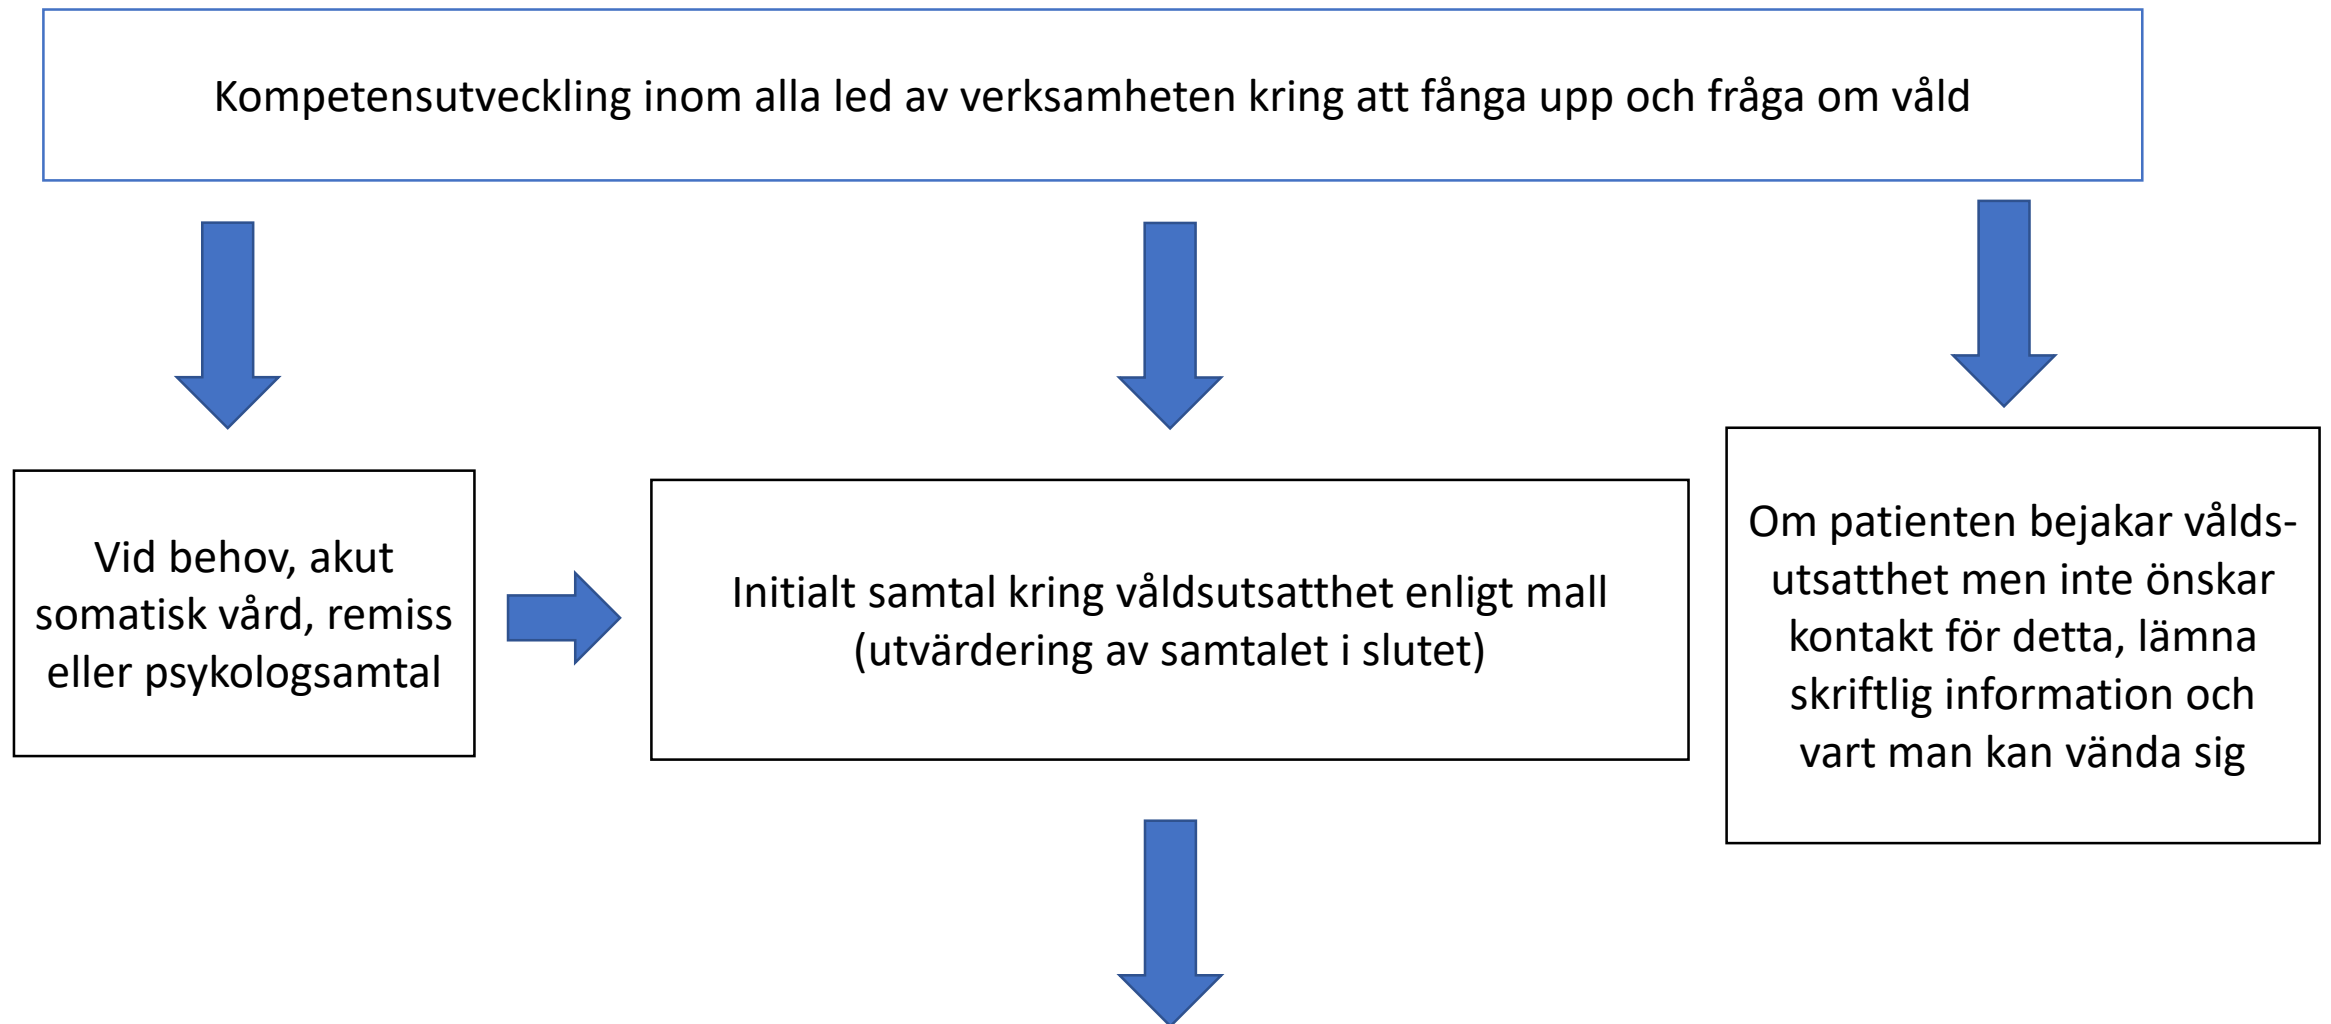 Kompetensutveckling inom alla led av verksamheten kring att fånga upp och fråga om våld
Vid behov, akut
somatisk vård, remiss
eller psykologsamtal
Initialt samtal kring våldsutsatthet enligt mall
(utvärdering av samtalet i slutet)
Om patienten bejakar vålds-
utsatthet men inte önskar
kontakt för detta, lämna
skriftlig information och
vart man kan vända sig